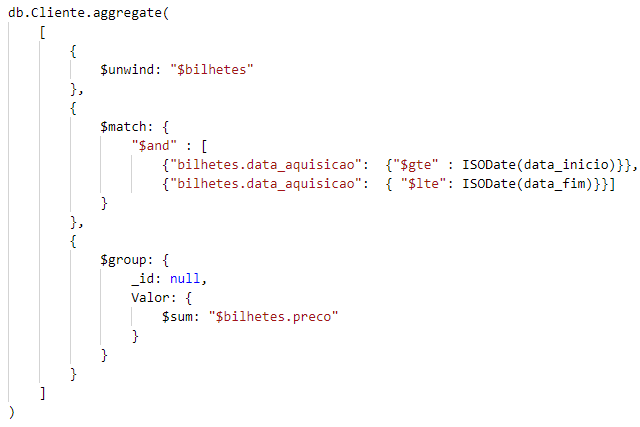 db.Cliente.aggregate(
[
{
$unwind: "$bilhetes"
},
{
$match: {
"$and" : [
{"bilhetes.data_aquisicao":  {"$gte" : ISODate(data_inicio)}},
{"bilhetes.data_aquisicao":  { "$lte": ISODate(data_fim)}}]
}
},
{
$group: {
_id: null,
Valor: {
$sum: "$bilhetes.preco"
}
}
}
]
)